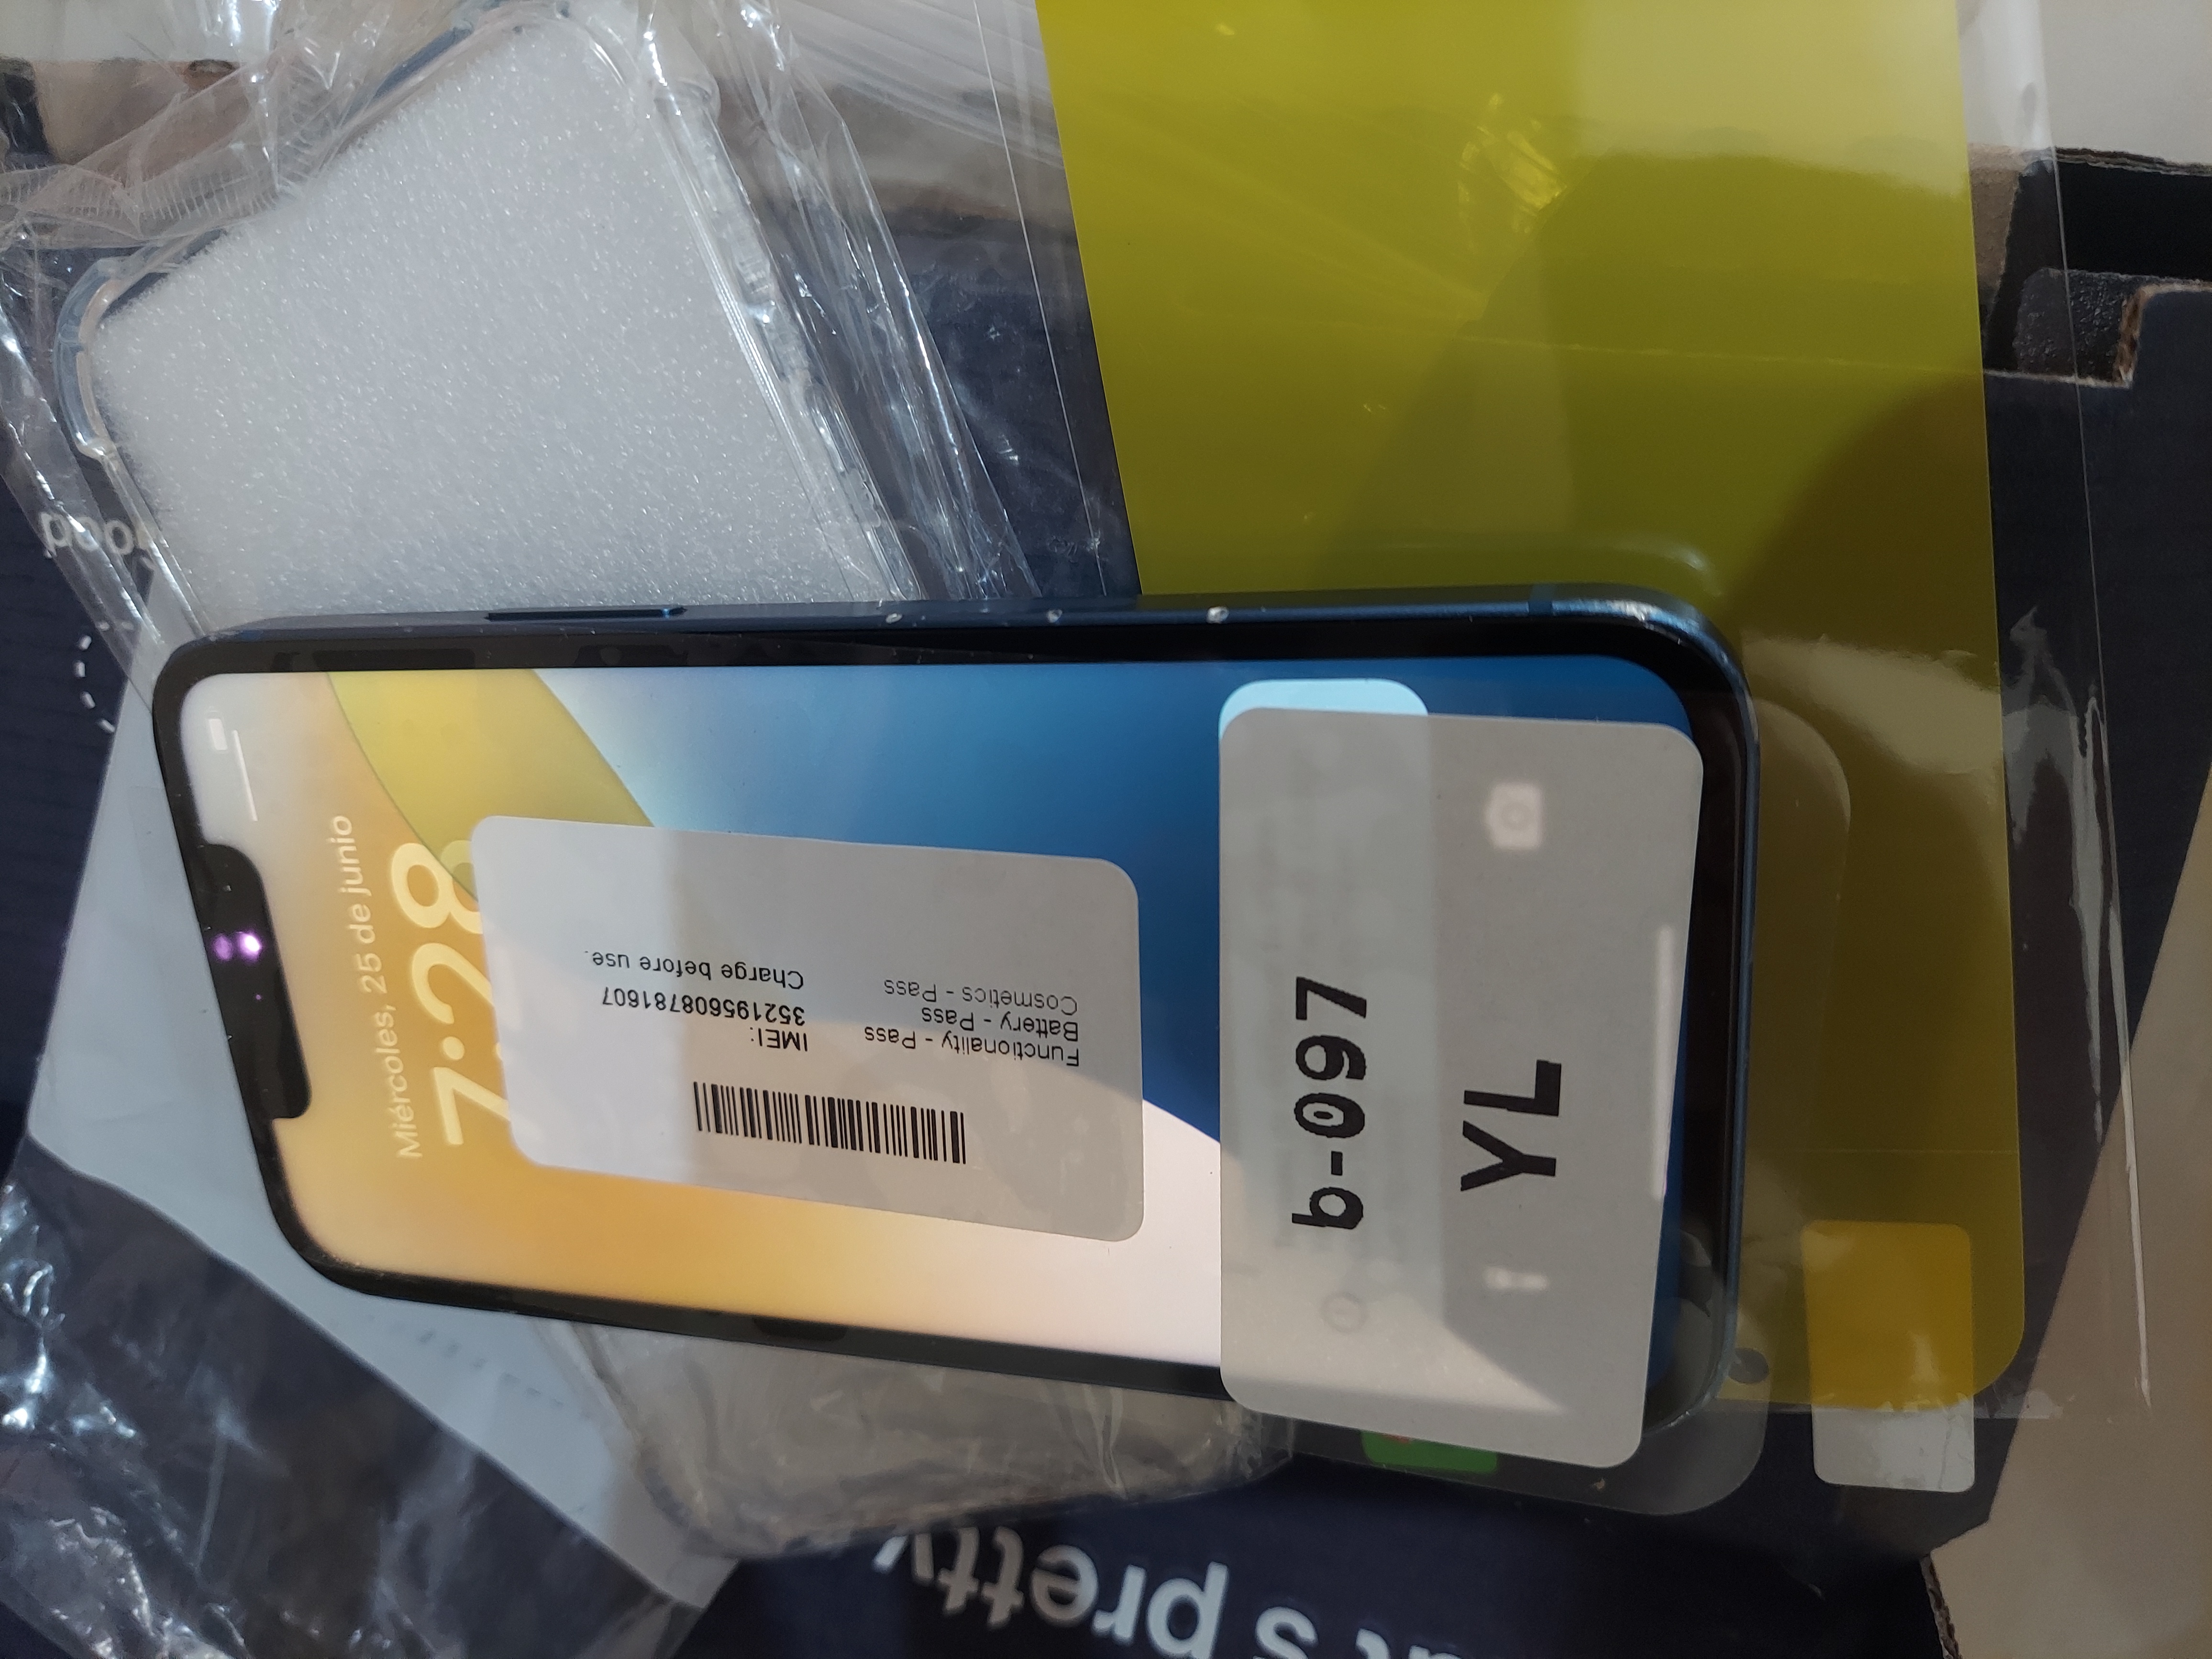 Miércoles, 25 de junio
7:28
IMEI:
352195608781607
Charge before use.
Functionality - Pass
Battery - Pass
Cosmetics - Pass
b-097
YL
pretty